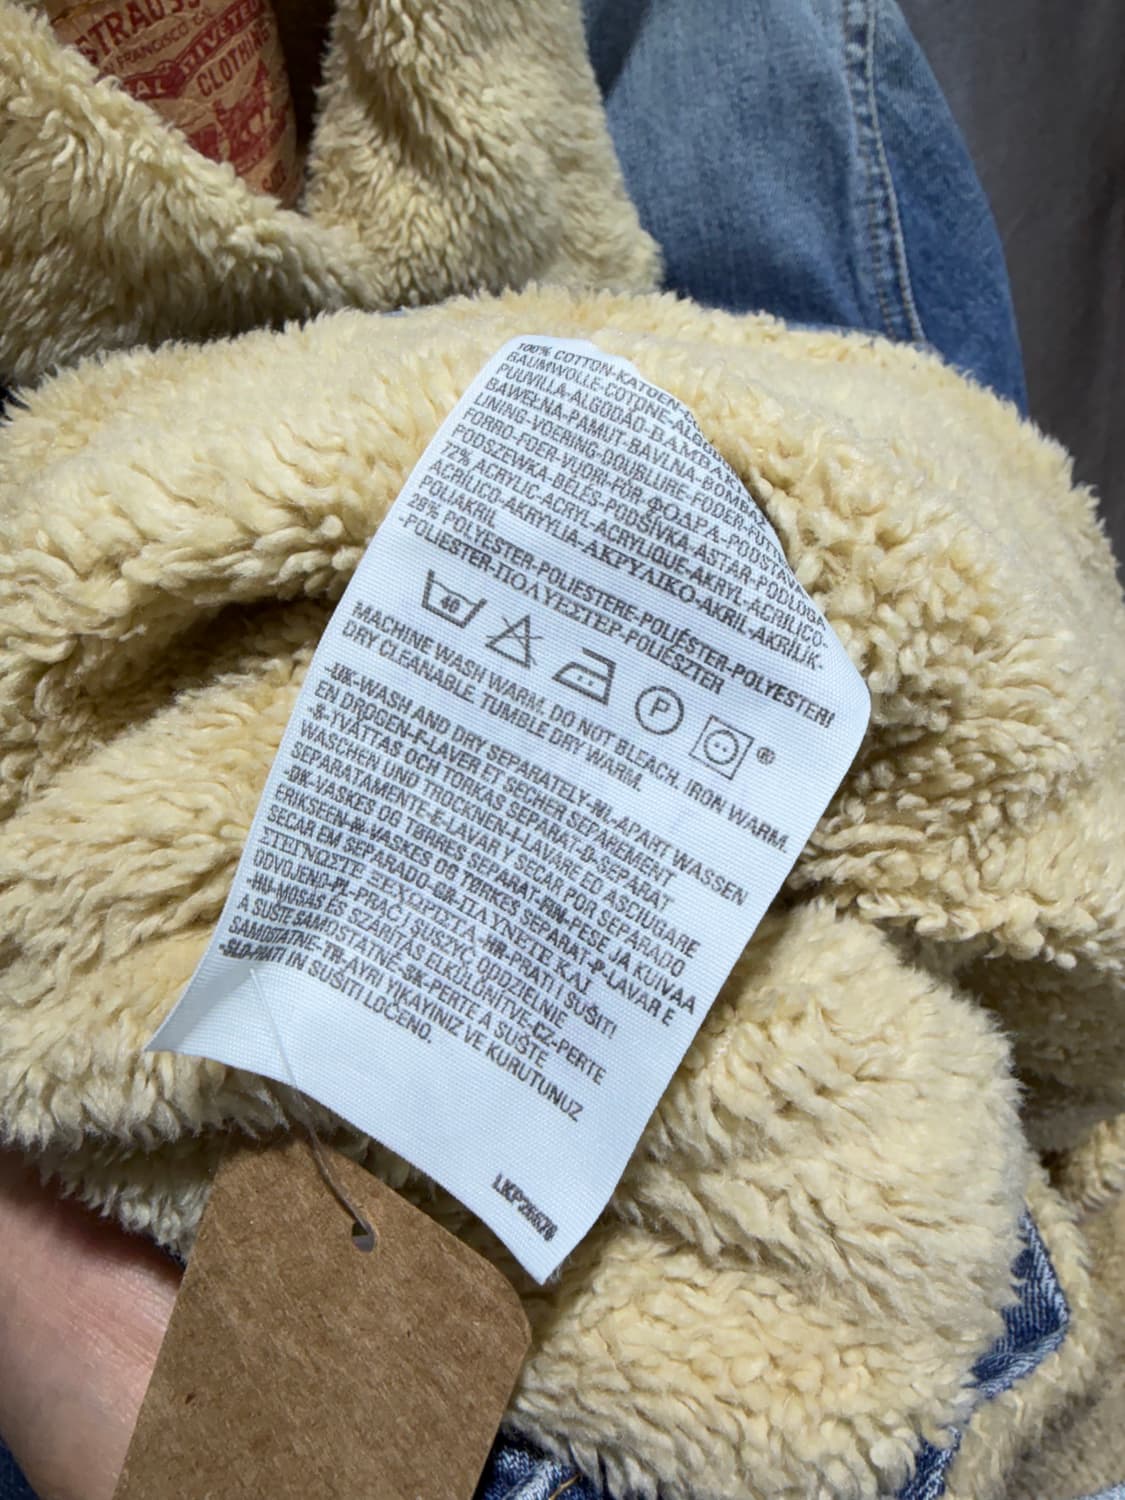 STRAUSS
FRANCISCO
CLOTHING
100% COTTON-KATOEN-
BAUMWOLLE-COTONE-
PUUVILLA-ALGODÃO-ΒΑΜΒΑΚΙ
BAWEŁNA-PAMUT-BAVLNA-
LINING-VOERING-DOUBLURE-FODER-
FORRO-FOER-VUORI-FOR-ΦΟΔΡΑ-PODSTAVA
PODSZEWKA-BÉLÉS-PODŠÍVKA-ASTAR-PODLOGA
72% ACRYLIC-ACRYL-ACRYLIQUE-AKRYL-ACRILICO-
ACRÍLICO-AKRYYLIA-ΑΚΡΥΛΙΚΟ-AKRIL-AKRILIK-
POLIAKRIL
28% POLYESTER-POLIESTERE-POLIÉSTER-POLYESTERI
-POLIESTER-ΠΟΛΥΕΣΤΕΡ-POLIÉSZTER
40
P
®
MACHINE WASH WARM. DO NOT BLEACH. IRON WARM.
DRY CLEANABLE. TUMBLE DRY WARM.
-UK-WASH AND DRY SEPARATELY-NL-APART WASSEN
EN DROGEN-F-LAVER ET SECHER SEPAREMENT
-S-TVÄTTAS OCH TORKAS SEPARAT-D-SEPARAT
WASCHEN UND TROCKNEN-I-LAVARE ED ASCIUGARE
SEPARATAMENTE-E-LAVAR Y SECAR POR SEPARADO
-DK-VASKES OG TØRRES SEPARAT-FIN-PESE JA KUIVAA
ERIKSEEN-N-VASKES OG TØRKES SEPARAT-P-LAVAR E
SECAR EM SEPARADO-GR-ΠΛΥΝΕΤΕ ΚΑΙ
ΣΤΕΓΝΩΣΤΕ ΞΕΧΩΡΙΣΤΑ-HR-PRATI I SUŠITI
ODVOJENO-PL-PRAĆ I SUSZYĆ ODDZIELNIE
-HU-MOSÁS ÉS SZÁRÍTÁS ELKÜLÖNÍTVE-CZ-PERTE
A SUŠTE SAMOSTATNĚ-SK-PERTE A SUŠTE
SAMOSTATNE-TR-AYRI YIKAYINIZ VE KURUTUNUZ
-SLO-PRATI IN SUŠITI LOČENO.